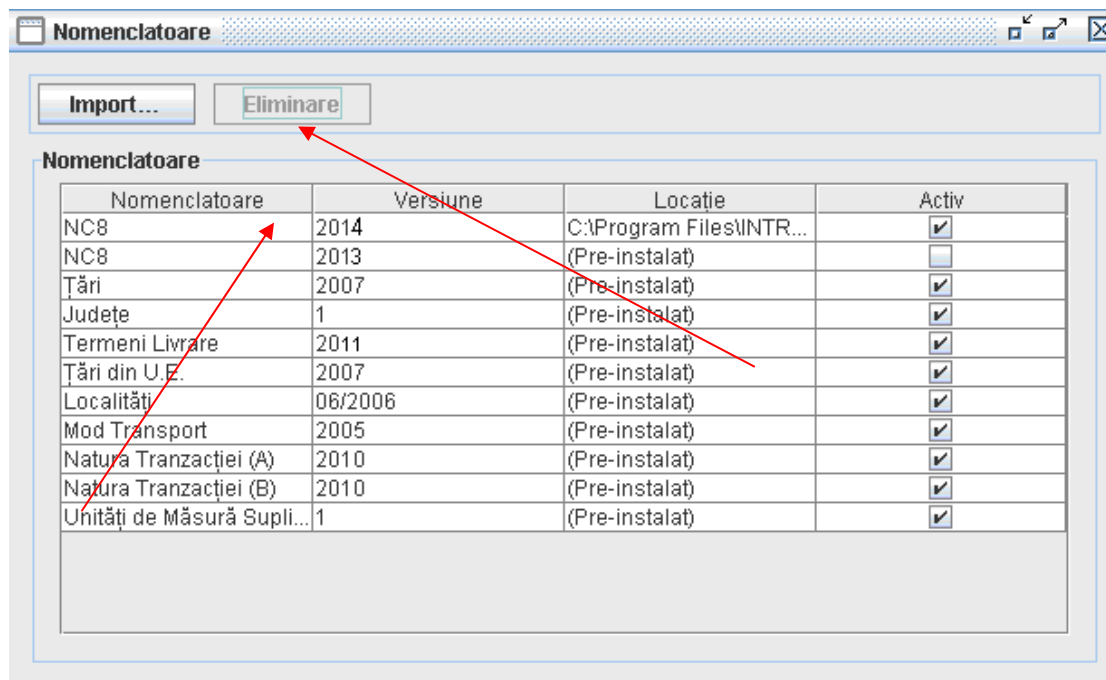 Nomenclatoare
Import... Eliminare
Nomenclatoare
Nomenclatoare Versiune Locație Activ
NC8 2014 C:\Program Files\INTR...
NC8 2013 (Pre-instalat)
Țări 2007 (Pre-instalat)
Județe 1 (Pre-instalat)
Termeni Livrare 2011 (Pre-instalat)
Țări din U.E. 2007 (Pre-instalat)
Localități 06/2006 (Pre-instalat)
Mod Transport 2005 (Pre-instalat)
Natura Tranzacției (A) 2010 (Pre-instalat)
Natura Tranzacției (B) 2010 (Pre-instalat)
Unități de Măsură Supli... 1 (Pre-instalat)